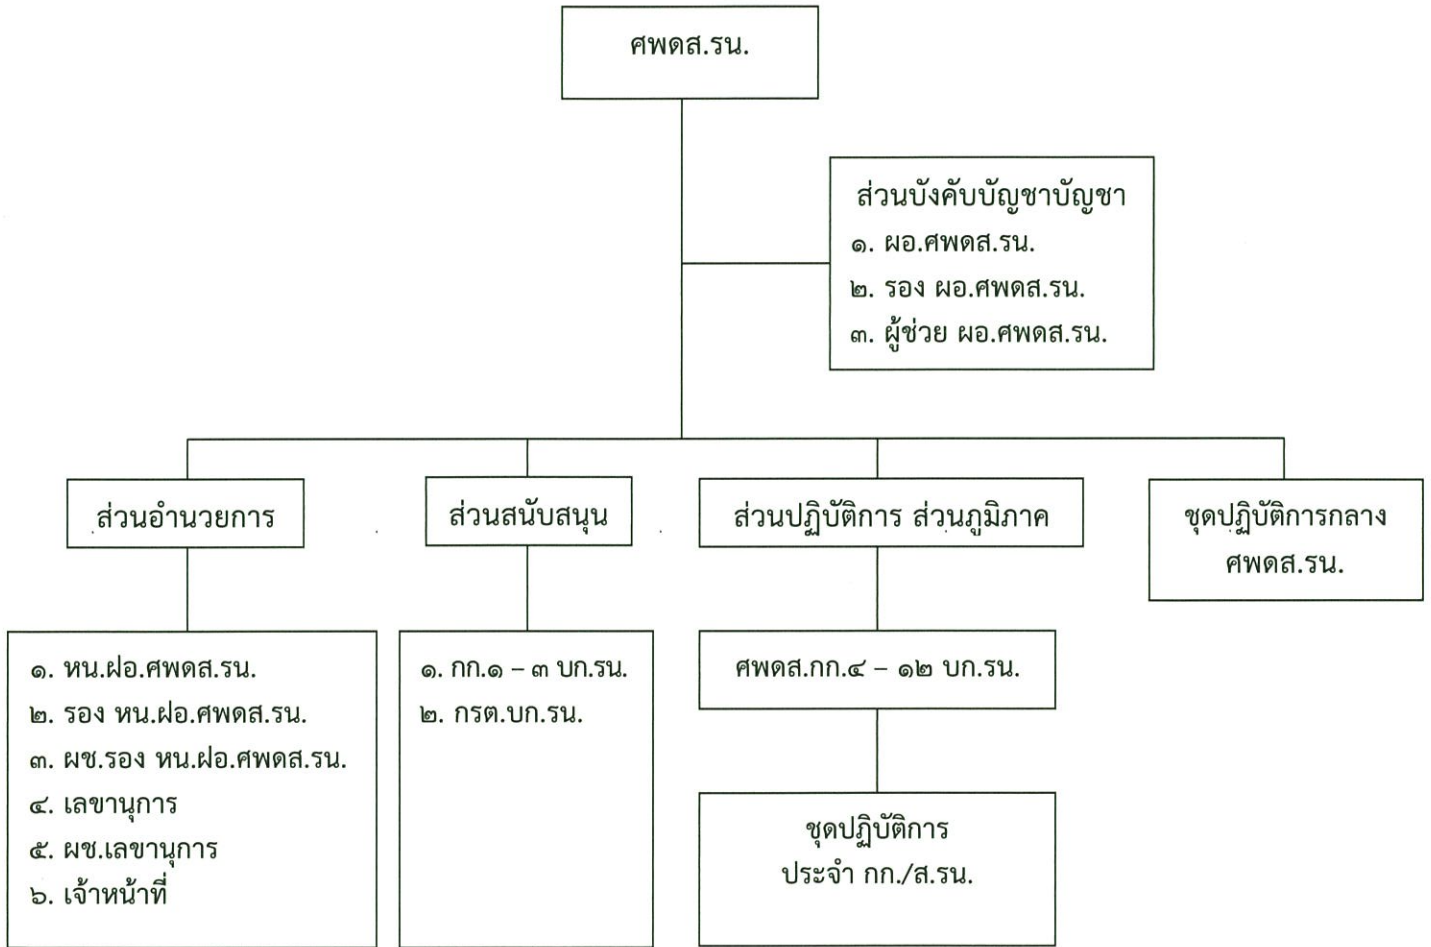 ศพดส.รน.
ส่วนบังคับบัญชาบัญชา
๑. ผอ.ศพดส.รน.
๒. รอง ผอ.ศพดส.รน.
๓. ผู้ช่วย ผอ.ศพดส.รน.
ส่วนอำนวยการ
ส่วนสนับสนุน
ส่วนปฏิบัติการ ส่วนภูมิภาค
ชุดปฏิบัติการกลาง
ศพดส.รน.
๑. หน.ฝอ.ศพดส.รน.
๒. รอง หน.ฝอ.ศพดส.รน.
๓. ผช.รอง หน.ฝอ.ศพดส.รน.
๔. เลขานุการ
๕. ผช.เลขานุการ
๖. เจ้าหน้าที่
๑. กก.๑ – ๓ บก.รน.
๒. กรต.บก.รน.
ศพดส.กก.๔ – ๑๒ บก.รน.
ชุดปฏิบัติการ
ประจำ กก./ส.รน.